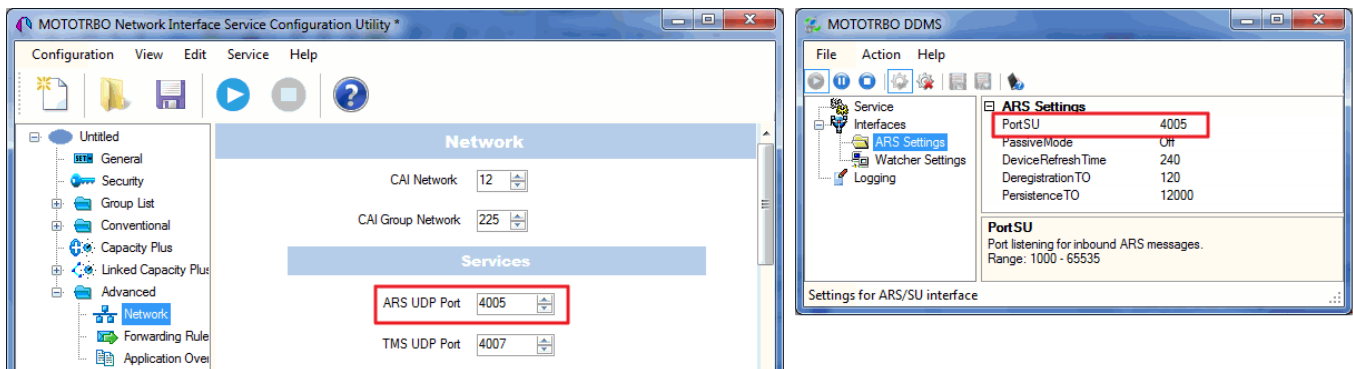 MOTOTRBO Network Interface Service Configuration Utility *
Configuration View Edit Service Help
Untitled
SETUP General
Security
Group List
Conventional
Capacity Plus
Linked Capacity Plus
Advanced
Network
Forwarding Rule
Application Over
Network
CAI Network 12
CAI Group Network 225
Services
ARS UDP Port 4005
TMS UDP Port 4007
MOTOTRBO DDMS
File Action Help
Service
Interfaces
ARS Settings
Watcher Settings
Logging
ARS Settings
PortSU 4005
PassiveMode Off
DeviceRefreshTime 240
DeregistrationTO 120
PersistenceTO 12000
PortSU
Port listening for inbound ARS messages.
Range: 1000 - 65535
Settings for ARS/SU interface